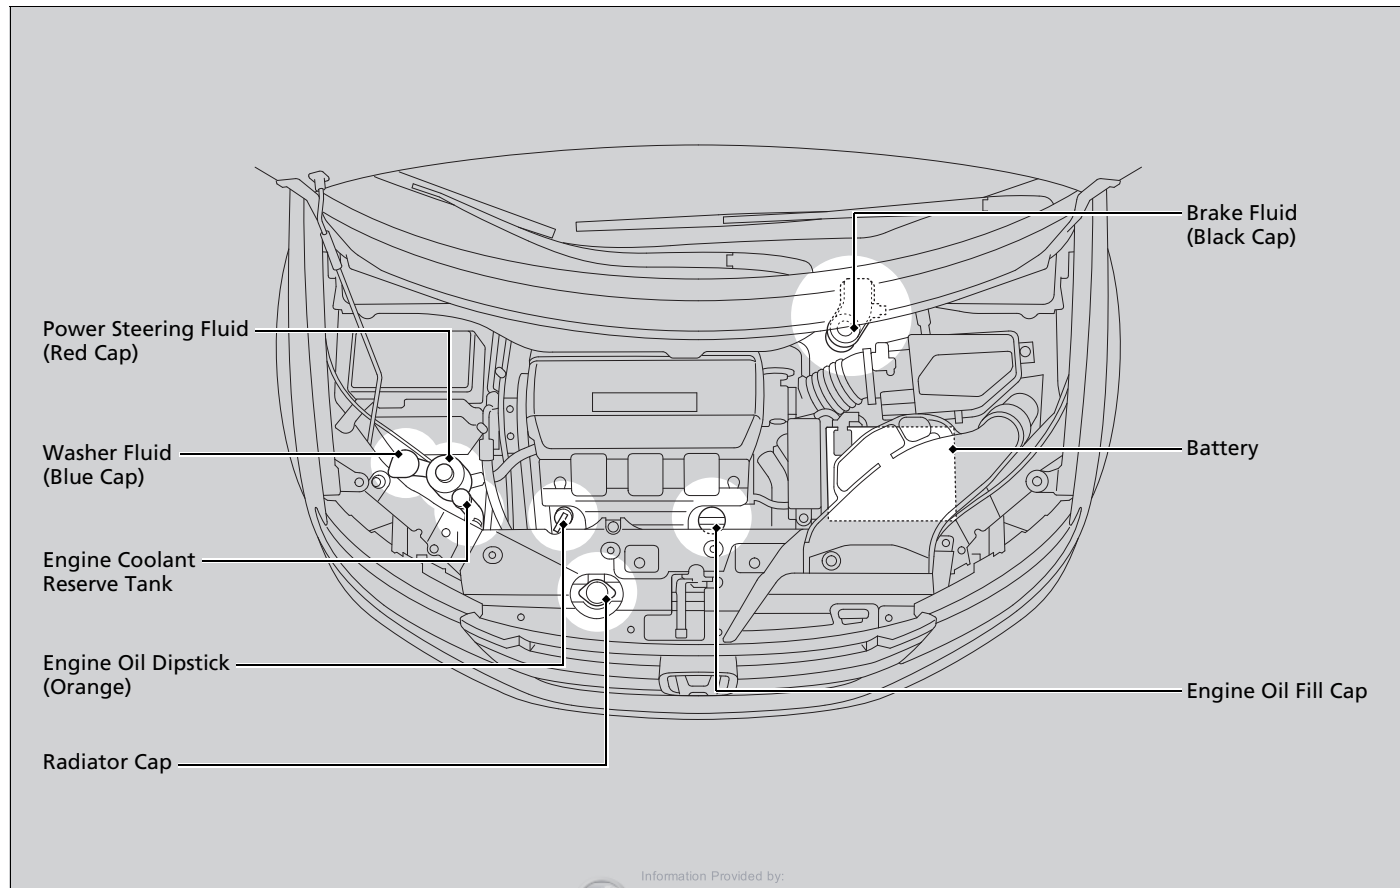 Brake Fluid
(Black Cap)
Power Steering Fluid
(Red Cap)
Washer Fluid
(Blue Cap)
Battery
Engine Coolant
Reserve Tank
Engine Oil Dipstick
(Orange)
Engine Oil Fill Cap
Radiator Cap
Information Provided by: